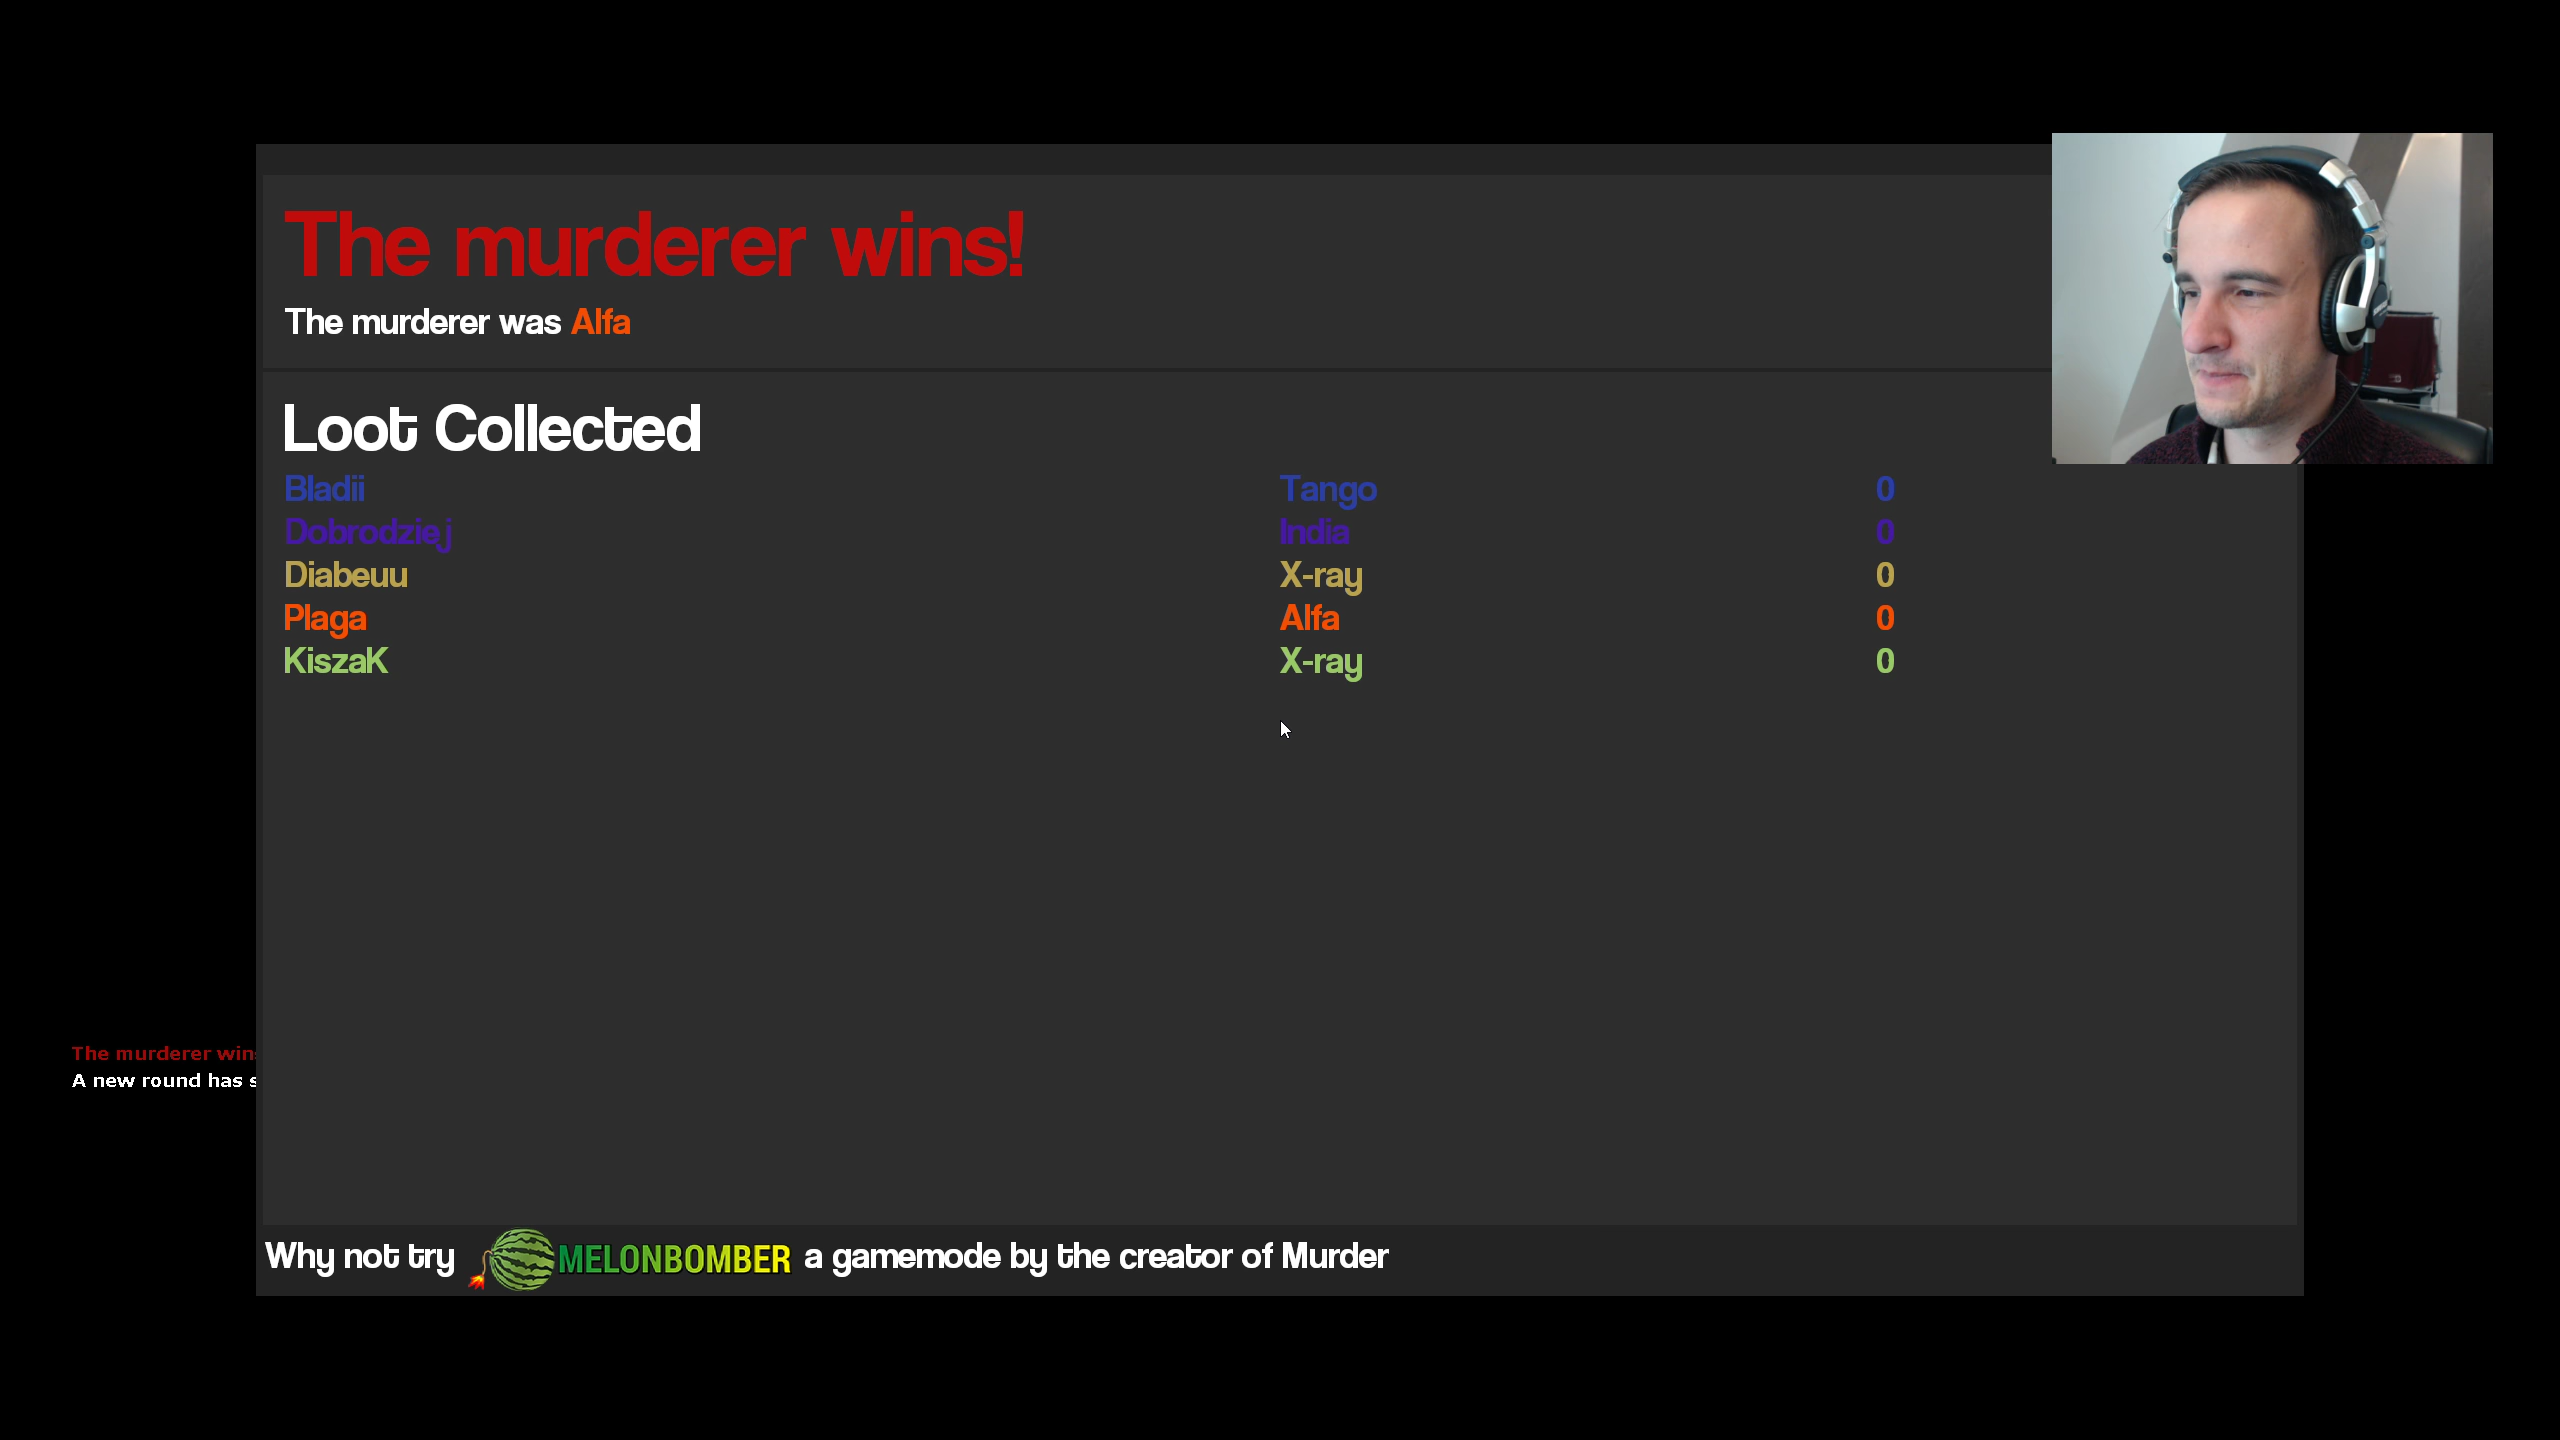 The murderer wins!
The murderer was Alfa
Loot Collected
Bladii Tango 0
Dobrodziej India 0
Diabeuu X-ray 0
Plaga Alfa 0
KiszaK X-ray 0
The murderer wins
A new round has s
Why not try MELONBOMBER a gamemode by the creator of Murder